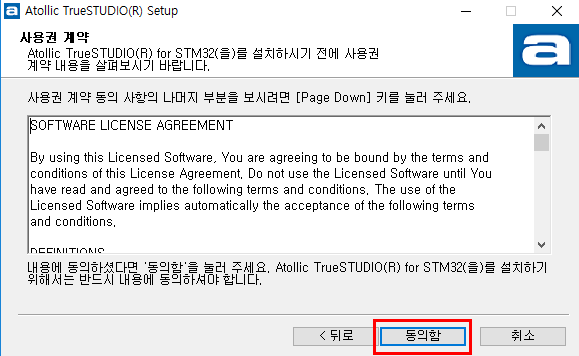 Atollic TrueSTUDIO(R) Setup
사용권 계약
Atollic TrueSTUDIO(R) for STM32(을)를 설치하시기 전에 사용권
계약 내용을 살펴보시기 바랍니다.
a
사용권 계약 동의 사항의 나머지 부분을 보시려면 [Page Down] 키를 눌러 주세요.
SOFTWARE LICENSE AGREEMENT
By using this Licensed Software, You are agreeing to be bound by the terms and
conditions of this License Agreement. Do not use the Licensed Software until You
have read and agreed to the following terms and conditions. The use of the
Licensed Software implies automatically the acceptance of the following terms
and conditions.
DEFINITIONS
내용에 동의하셨다면 '동의함'을 눌러 주세요. Atollic TrueSTUDIO(R) for STM32(을)를 설치하기
위해서는 반드시 내용에 동의하셔야 합니다.
< 뒤로
동의함
취소